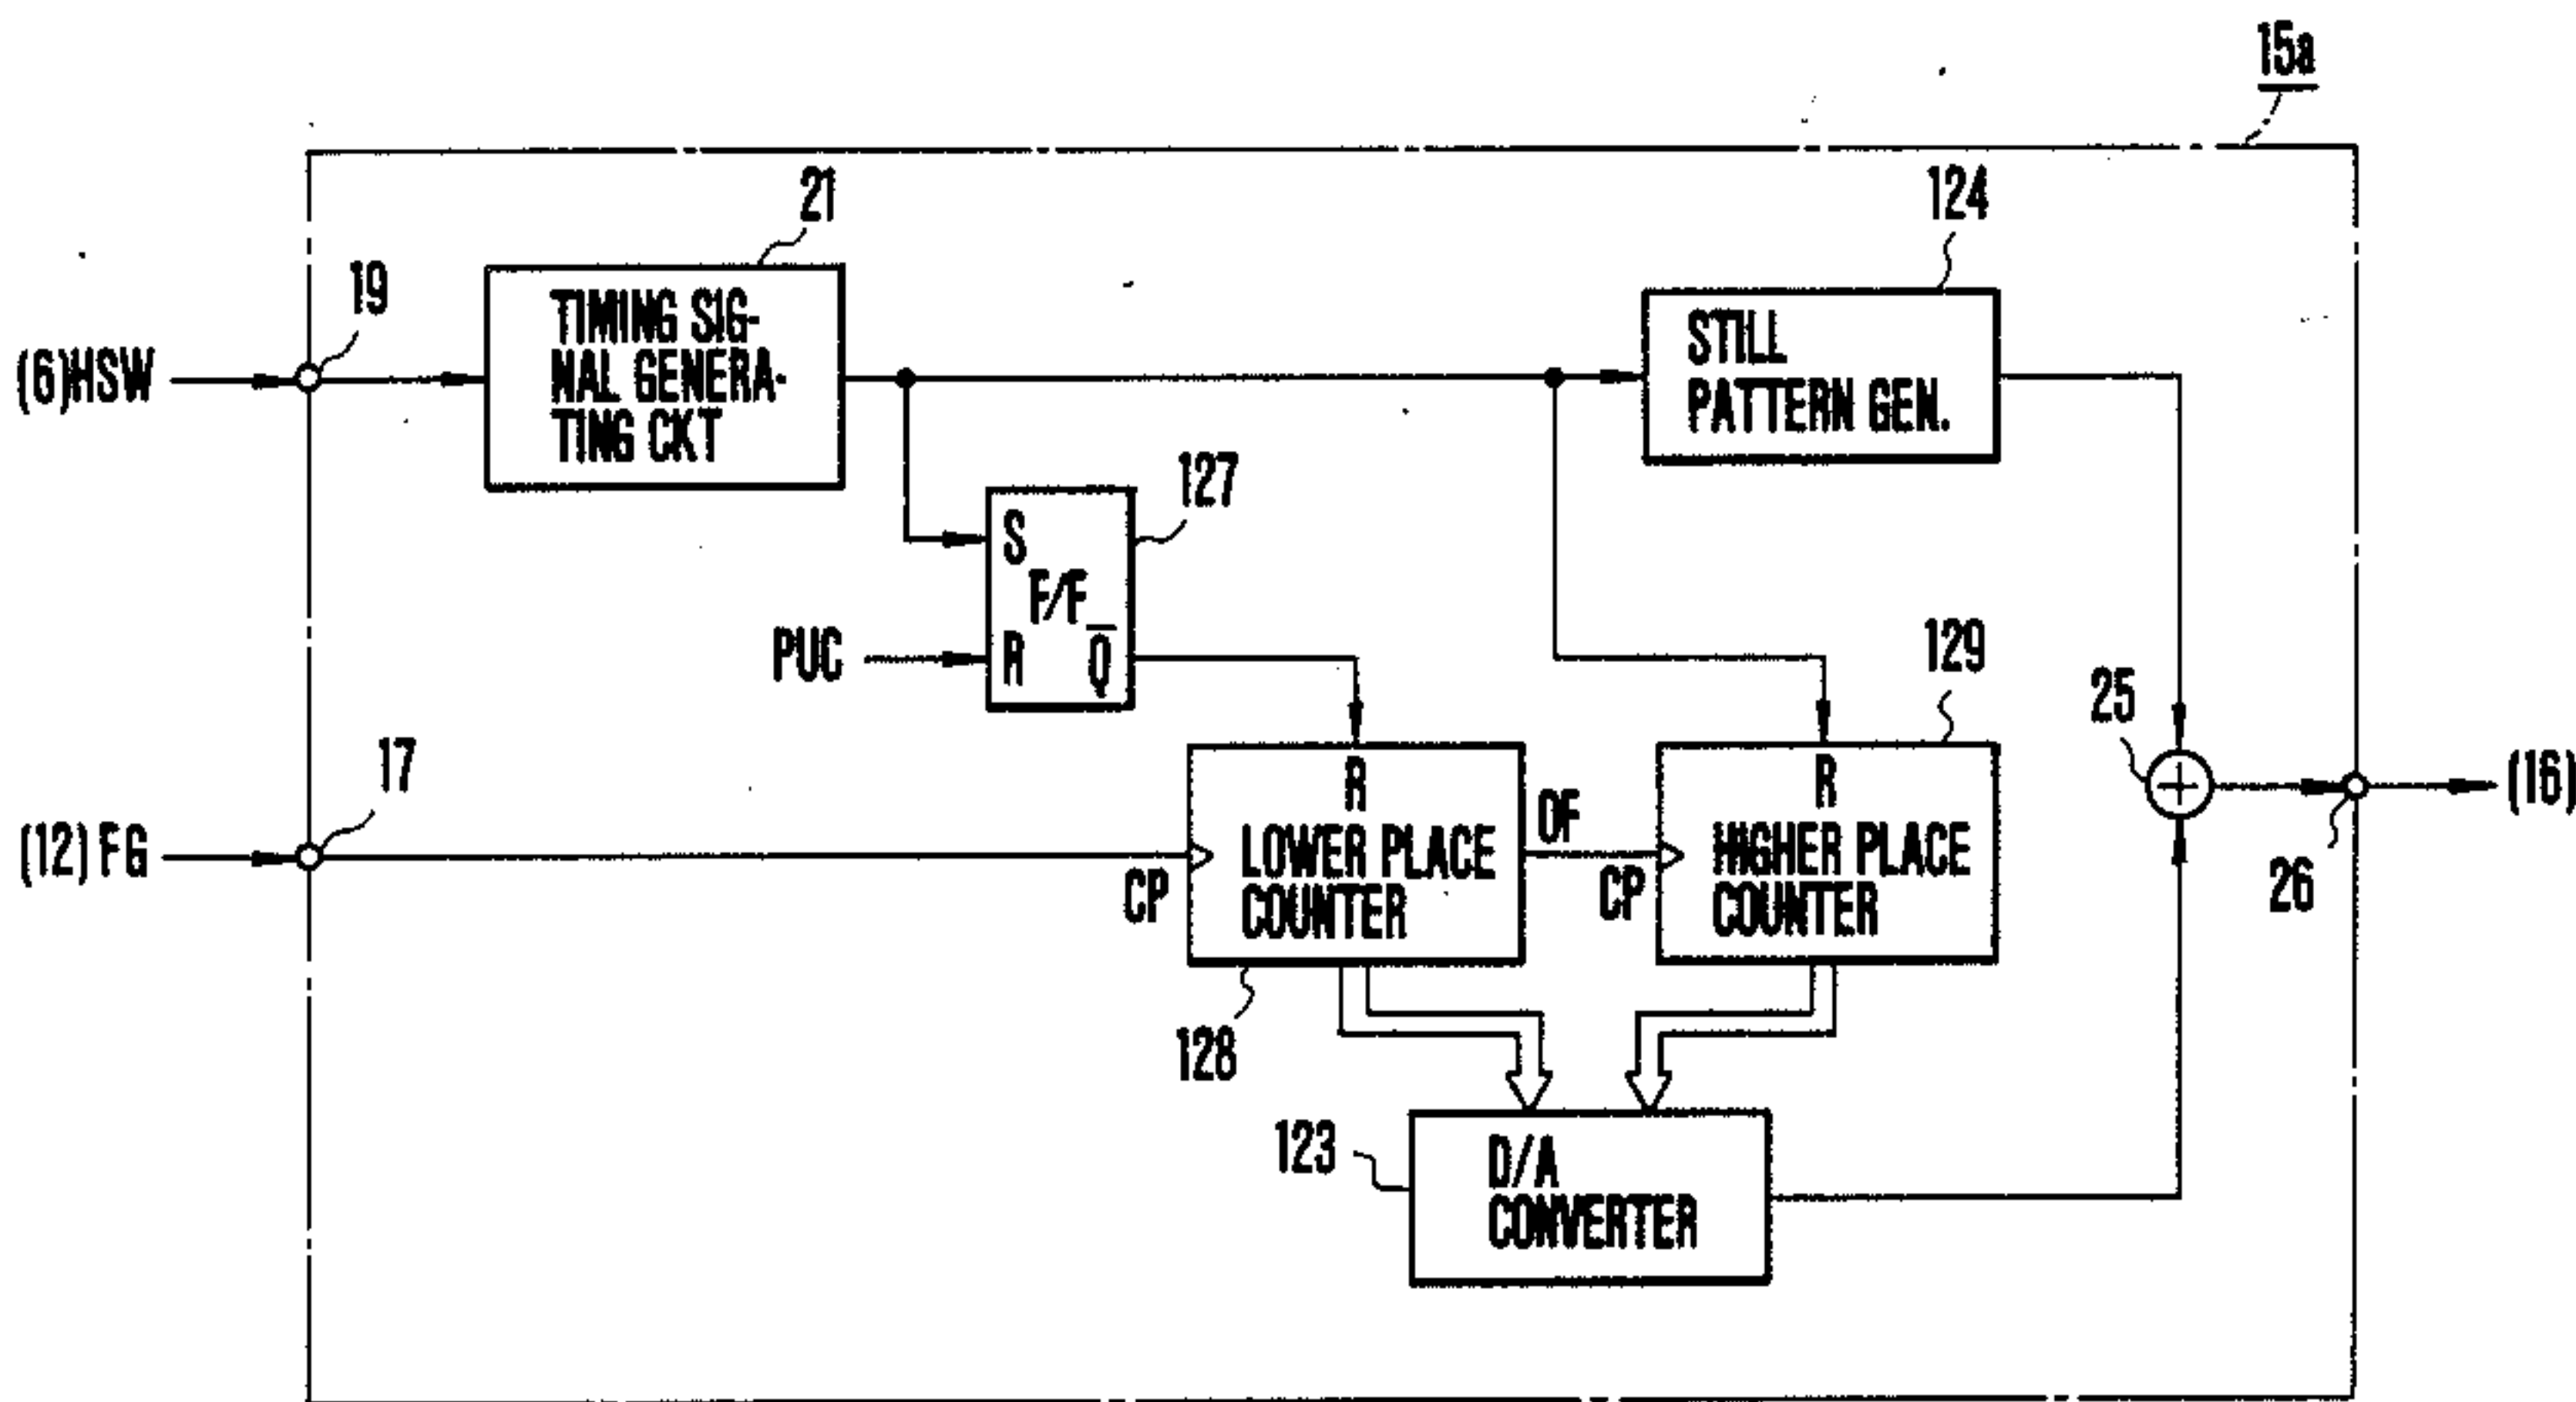 15a
21
124
19
TIMING SIG-
NAL GENERA-
TING CKT
STILL
PATTERN GEN.
(6)HSW
127
S
F/F
R
Q̅
PUC
129
25
17
R
LOWER PLACE
COUNTER
OF
R
HIGHER PLACE
COUNTER
(16)
(12) FG
CP
CP
26
128
123
D/A
CONVERTER